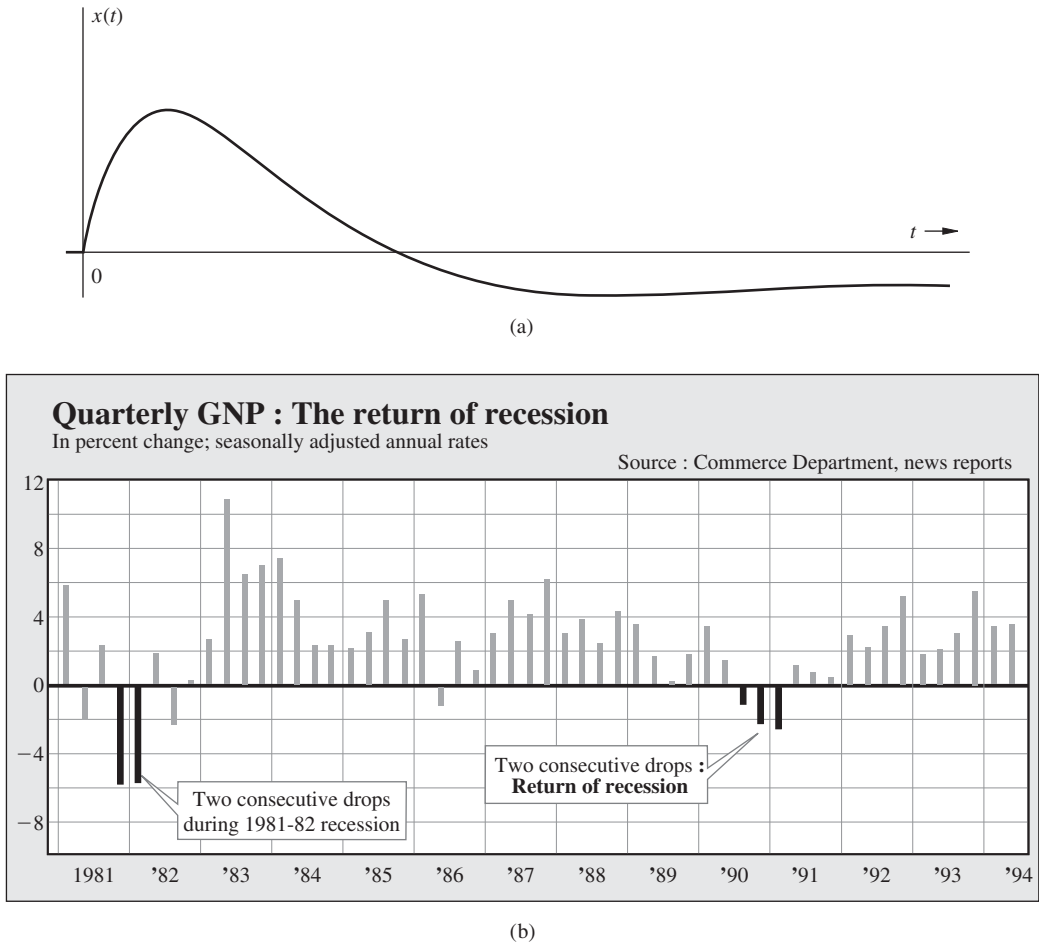 x(t)
t
0
(a)
Quarterly GNP : The return of recession
In percent change; seasonally adjusted annual rates
Source : Commerce Department, news reports
12
8
4
0
−4
−8
Two consecutive drops
during 1981-82 recession
Two consecutive drops :
Return of recession
1981 '82 '83 '84 '85 '86 '87 '88 '89 '90 '91 '92 '93 '94
(b)